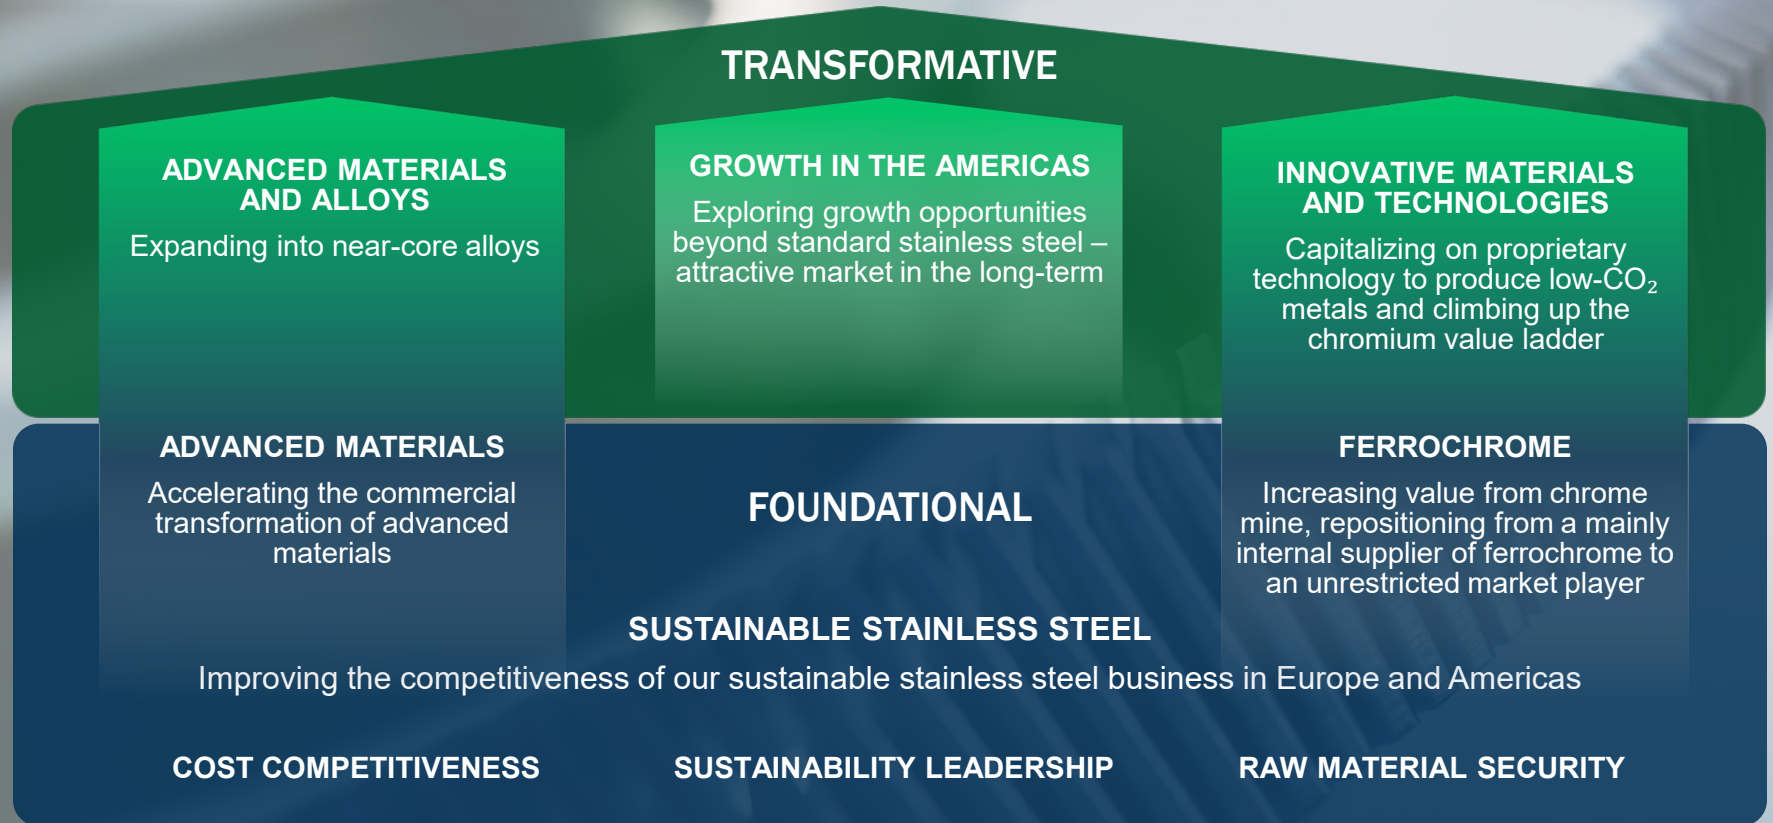 TRANSFORMATIVE
ADVANCED MATERIALS
AND ALLOYS
Expanding into near-core alloys
GROWTH IN THE AMERICAS
Exploring growth opportunities
beyond standard stainless steel –
attractive market in the long-term
INNOVATIVE MATERIALS
AND TECHNOLOGIES
Capitalizing on proprietary
technology to produce low-CO₂
metals and climbing up the
chromium value ladder
ADVANCED MATERIALS
Accelerating the commercial
transformation of advanced
materials
FOUNDATIONAL
FERROCHROME
Increasing value from chrome
mine, repositioning from a mainly
internal supplier of ferrochrome to
an unrestricted market player
SUSTAINABLE STAINLESS STEEL
Improving the competitiveness of our sustainable stainless steel business in Europe and Americas
COST COMPETITIVENESS
SUSTAINABILITY LEADERSHIP
RAW MATERIAL SECURITY